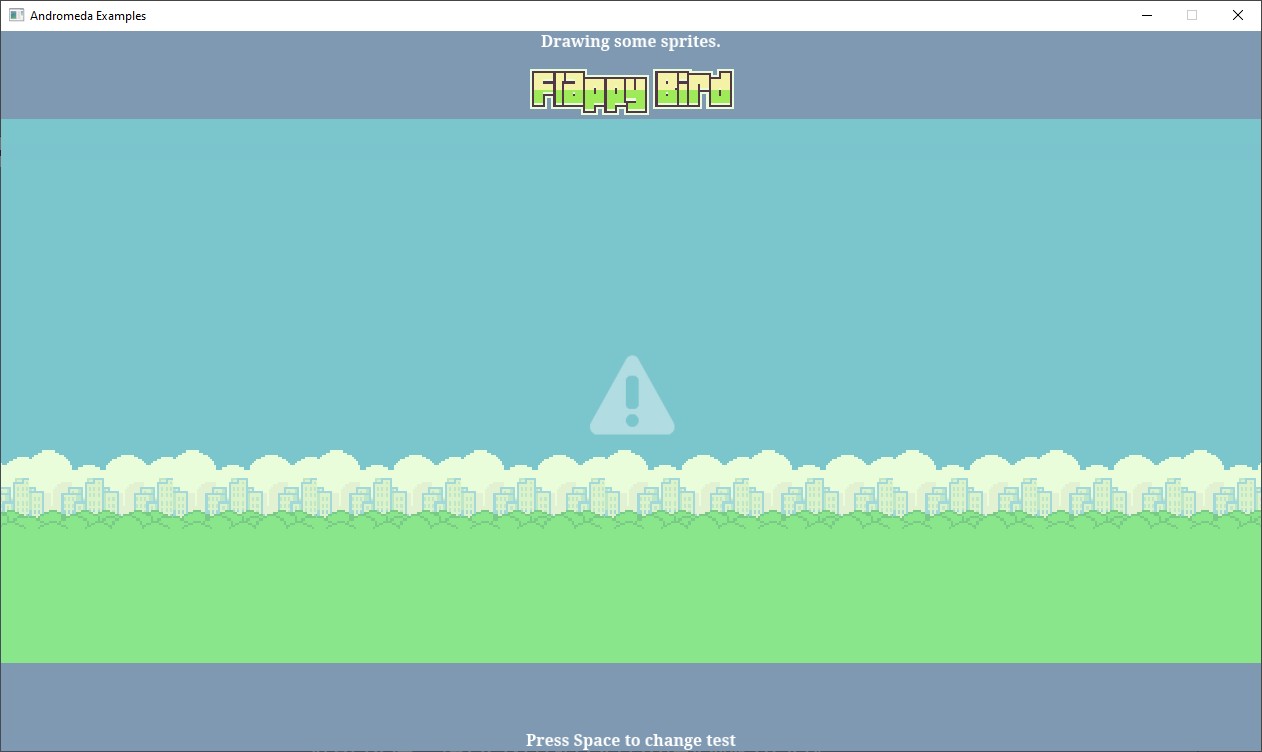 Andromeda Examples
Drawing some sprites.
Flappy Bird
Press Space to change test